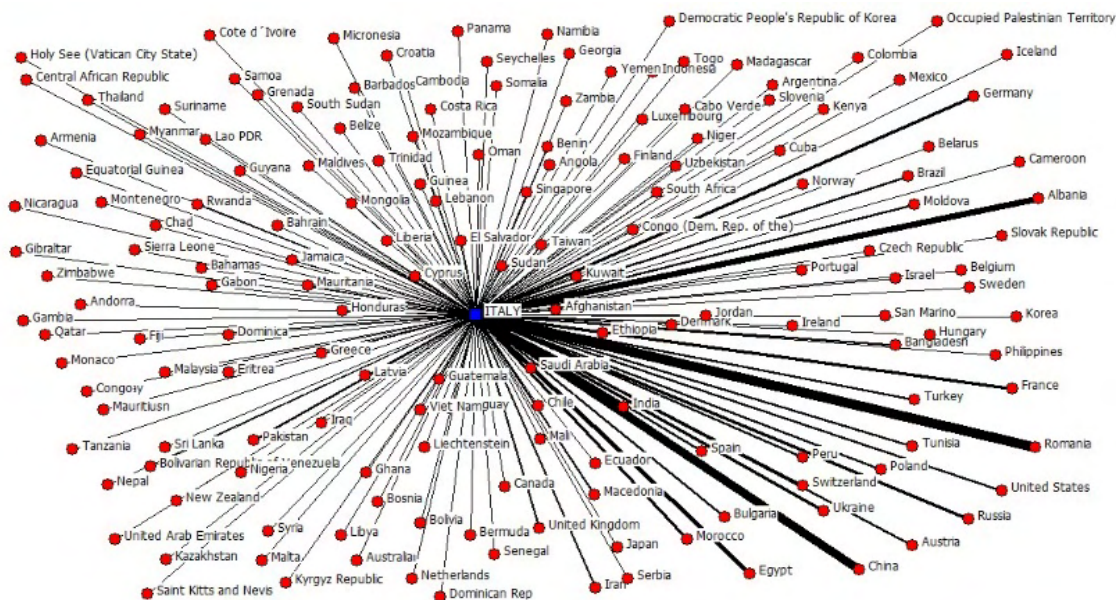 Democratic People's Republic of Korea
Occupied Palestinian Territory
Panama
Namibia
Cote d´Ivoire
Micronesia
Georgia
Iceland
Holy See (Vatican City State)
Croatia
Seychelles
Togo
Madagascar
Colombia
Yemen
Indonesia
Central African Republic
Samoa
Barbados
Cambodia
Somalia
Argentina
Mexico
Grenada
Thailand
Zambia
Slovenia
Germany
Suriname
South Sudan
Costa Rica
Cabo Verde
Kenya
Luxembourg
Belize
Armenia
Myanmar
Lao PDR
Mozambique
Niger
Benin
Belarus
Oman
Cuba
Maldives
Trinidad
Angola
Finland
Uzbekistan
Cameroon
Equatorial Guinea
Guyana
Brazil
Guinea
Singapore
South Africa
Norway
Albania
Nicaragua
Montenegro
Rwanda
Mongolia
Lebanon
Moldova
Chad
Bahrain
Congo (Dem. Rep. of the)
Slovak Republic
Liberia
El Salvador
Taiwan
Gibraltar
Sierra Leone
Czech Republic
Jamaica
Bahamas
Sudan
Portugal
Belgium
Zimbabwe
Cyprus
Kuwait
Israel
Gabon
Mauritania
Sweden
Andorra
Honduras
ITALY
Afghanistan
Gambia
Jordan
San Marino
Korea
Denmark
Ireland
Qatar
Fiji
Dominica
Ethiopia
Hungary
Bangladesh
Greece
Philippines
Monaco
Malaysia
Eritrea
Saudi Arabia
Latvia
Guatemala
Congoiy
France
Turkey
Mauritiusn
Viet Nam
guay
Chile
India
Iraq
Tanzania
Sri Lanka
Pakistan
Liechtenstein
Mali
Spain
Tunisia
Romania
Peru
Bolivarian Republic of Venezuela
Nigeria
Ghana
Ecuador
Poland
Nepal
Canada
Switzerland
United States
New Zealand
Bosnia
Macedonia
Ukraine
Bulgaria
Russia
Syria
Bolivia
United Kingdom
United Arab Emirates
Libya
Bermuda
Morocco
Japan
Austria
Kazakhstan
Malta
Australia
Senegal
Kyrgyz Republic
Netherlands
Serbia
Egypt
China
Iran
Saint Kitts and Nevis
Dominican Rep